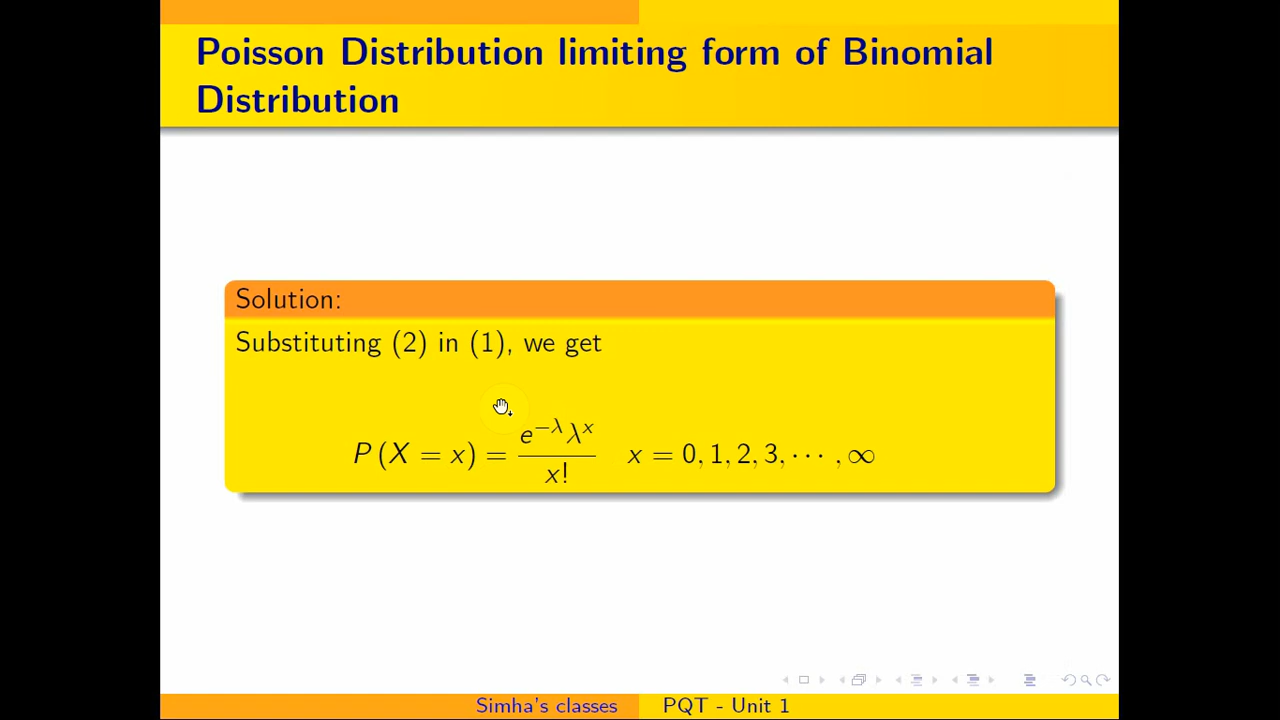 Poisson Distribution limiting form of Binomial
Distribution
Solution:
Substituting (2) in (1), we get
P (X = x) = e^{−λ} λ^x / x!   x = 0, 1, 2, 3, ⋯ , ∞
Simha's classes PQT - Unit 1